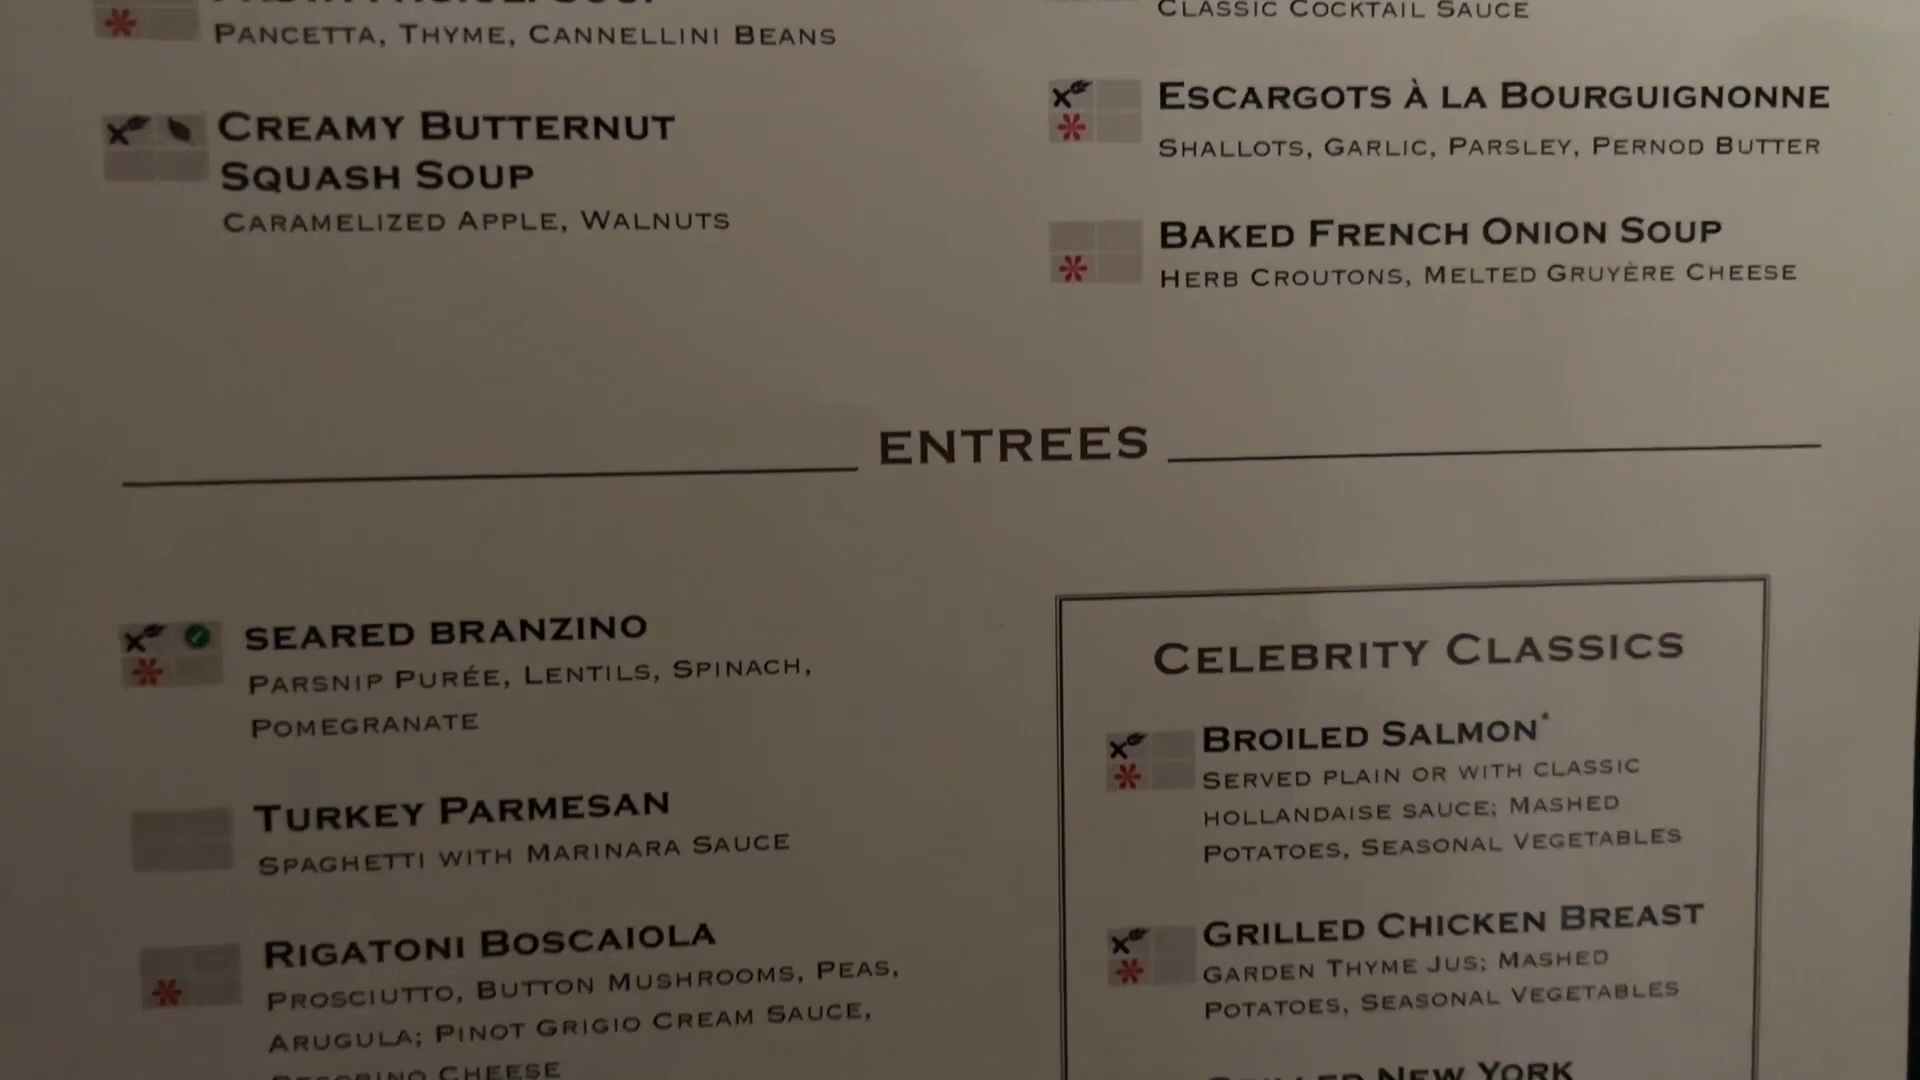 PANCETTA, THYME, CANNELLINI BEANS
CREAMY BUTTERNUT
SQUASH SOUP
CARAMELIZED APPLE, WALNUTS
CLASSIC COCKTAIL SAUCE
ESCARGOTS À LA BOURGUIGNONNE
SHALLOTS, GARLIC, PARSLEY, PERNOD BUTTER
BAKED FRENCH ONION SOUP
HERB CROUTONS, MELTED GRUYÈRE CHEESE
ENTREES
SEARED BRANZINO
PARSNIP PURÉE, LENTILS, SPINACH,
POMEGRANATE
TURKEY PARMESAN
SPAGHETTI WITH MARINARA SAUCE
RIGATONI BOSCAIOLA
PROSCIUTTO, BUTTON MUSHROOMS, PEAS,
ARUGULA; PINOT GRIGIO CREAM SAUCE,
CHEESE
CELEBRITY CLASSICS
BROILED SALMON*
SERVED PLAIN OR WITH CLASSIC
HOLLANDAISE SAUCE; MASHED
POTATOES, SEASONAL VEGETABLES
GRILLED CHICKEN BREAST
GARDEN THYME JUS; MASHED
POTATOES, SEASONAL VEGETABLES
NEW YORK